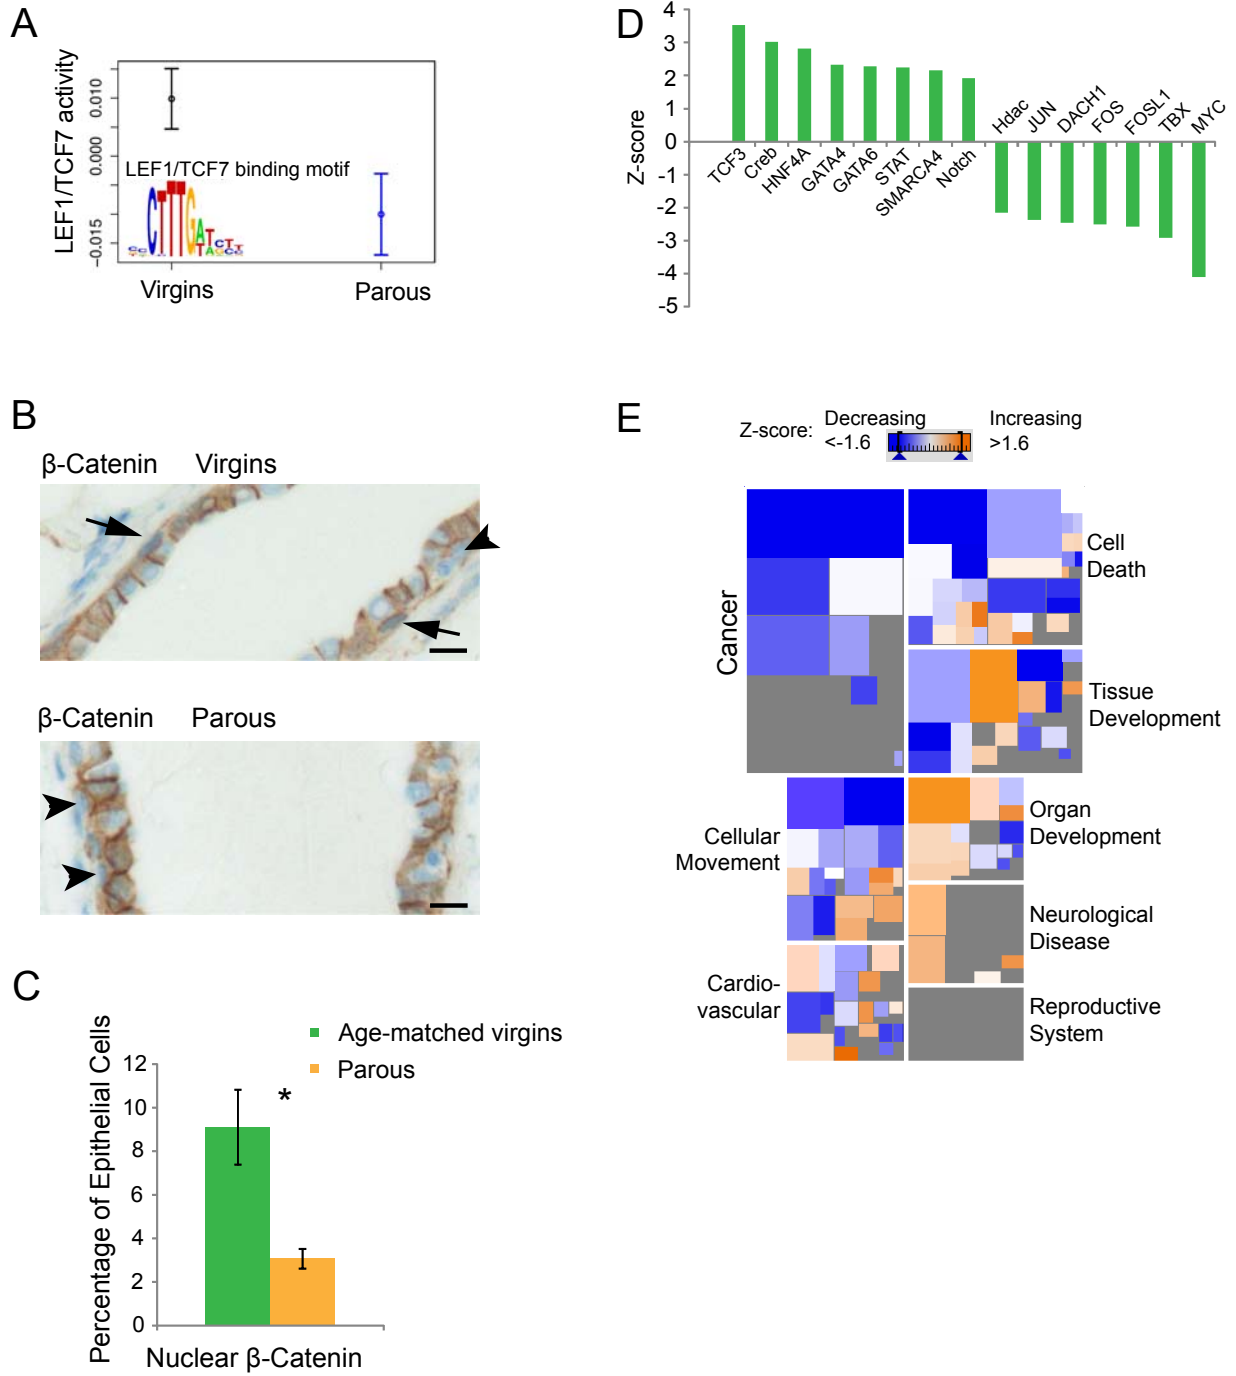 A
LEF1/TCF7 activity
0.010
0.000
−0.015
LEF1/TCF7 binding motif
CTTTGAT
Virgins
Parous
B
β-Catenin Virgins
β-Catenin Parous
C
Percentage of Epithelial Cells
12
10
8
6
4
2
0
*
Age-matched virgins
Parous
Nuclear β-Catenin
D
Z-score
4
3
2
1
0
-1
-2
-3
-4
-5
TCF3
Creb
HNF4A
GATA4
GATA6
STAT
SMARCA4
Notch
Hdac
JUN
DACH1
FOS
FOSL1
TBX
MYC
E
Z-score:
Decreasing
<-1.6
Increasing
>1.6
Cancer
Cell
Death
Tissue
Development
Cellular
Movement
Organ
Development
Neurological
Disease
Cardio-
vascular
Reproductive
System